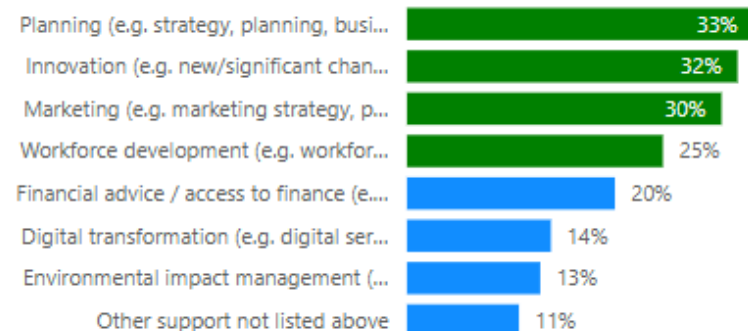 Planning (e.g. strategy, planning, busi... 33%
Innovation (e.g. new/significant chan... 32%
Marketing (e.g. marketing strategy, p... 30%
Workforce development (e.g. workfor... 25%
Financial advice / access to finance (e.... 20%
Digital transformation (e.g. digital ser... 14%
Environmental impact management (... 13%
Other support not listed above 11%